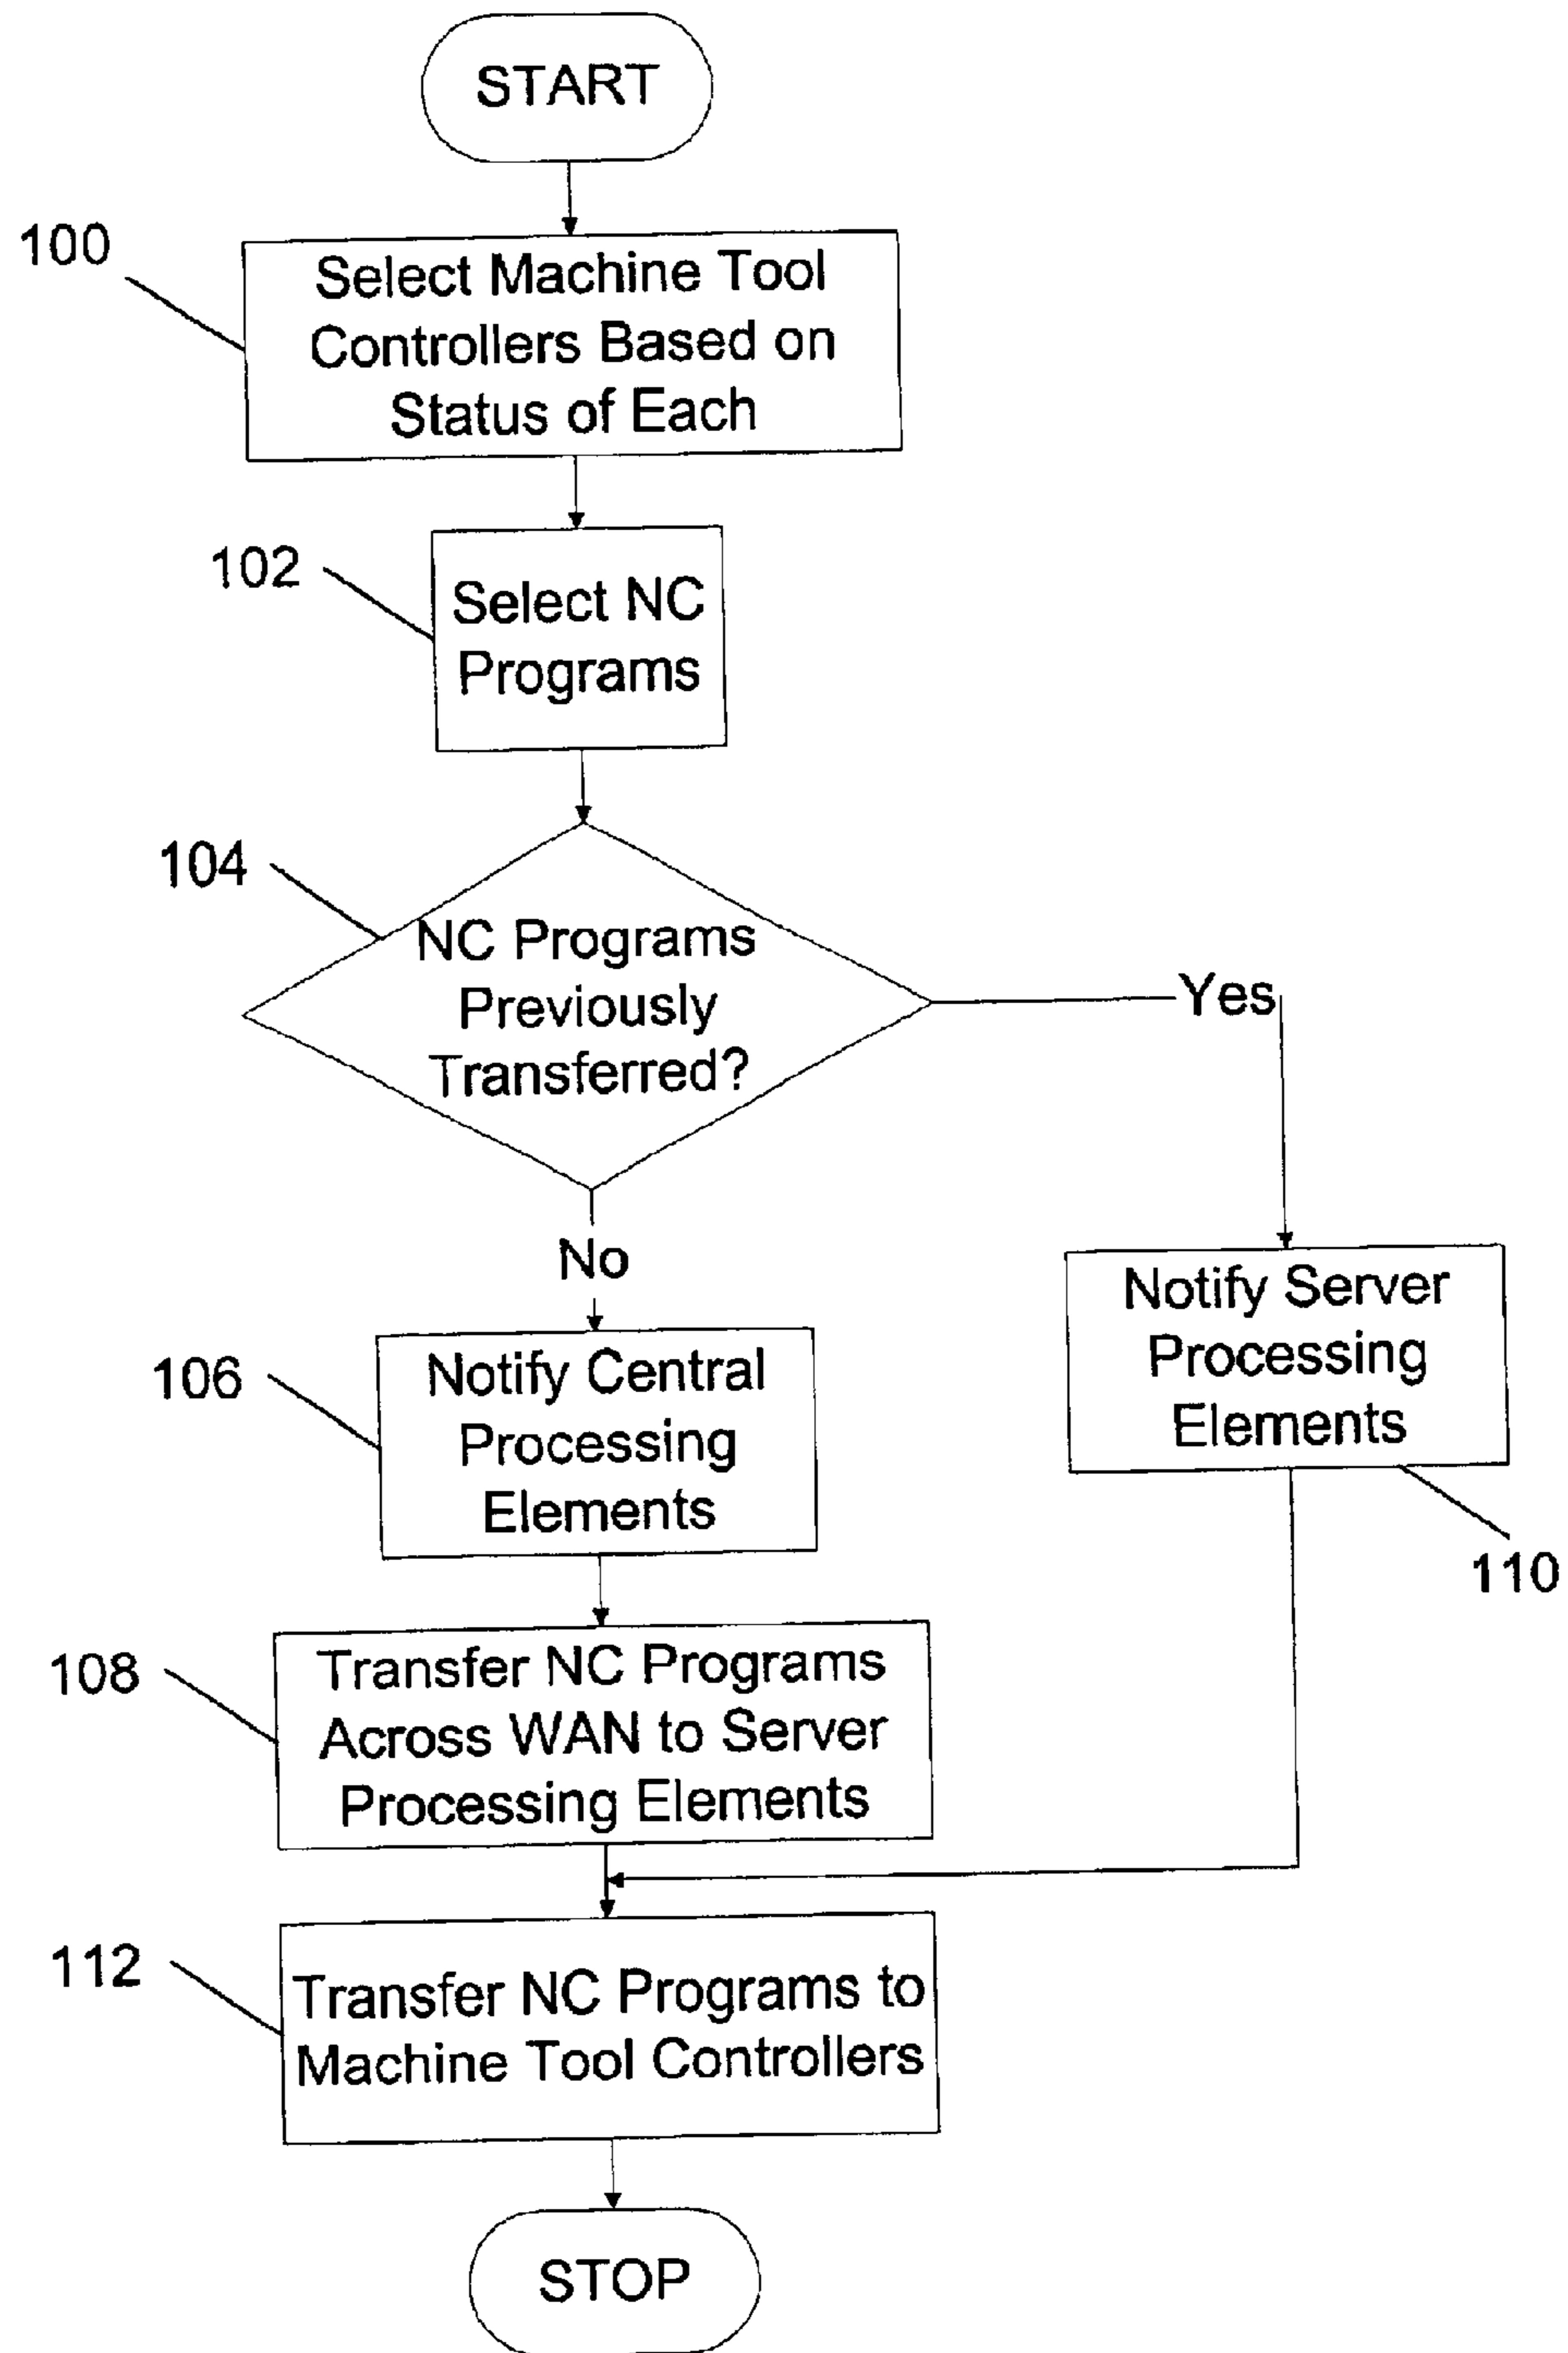 START
100
Select Machine Tool
Controllers Based on
Status of Each
102
Select NC
Programs
104
NC Programs
Previously
Transferred?
Yes
No
106
Notify Central
Processing
Elements
Notify Server
Processing
Elements
110
108
Transfer NC Programs
Across WAN to Server
Processing Elements
112
Transfer NC Programs to
Machine Tool Controllers
STOP